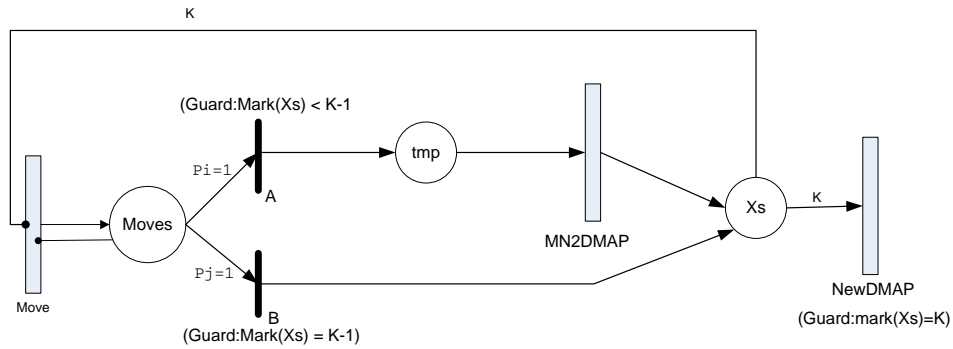 K
(Guard:Mark(Xs) < K-1
Pi=1
A
tmp
Moves
Xs
K
MN2DMAP
Pj=1
Move
B
(Guard:Mark(Xs) = K-1)
NewDMAP
(Guard:mark(Xs)=K)